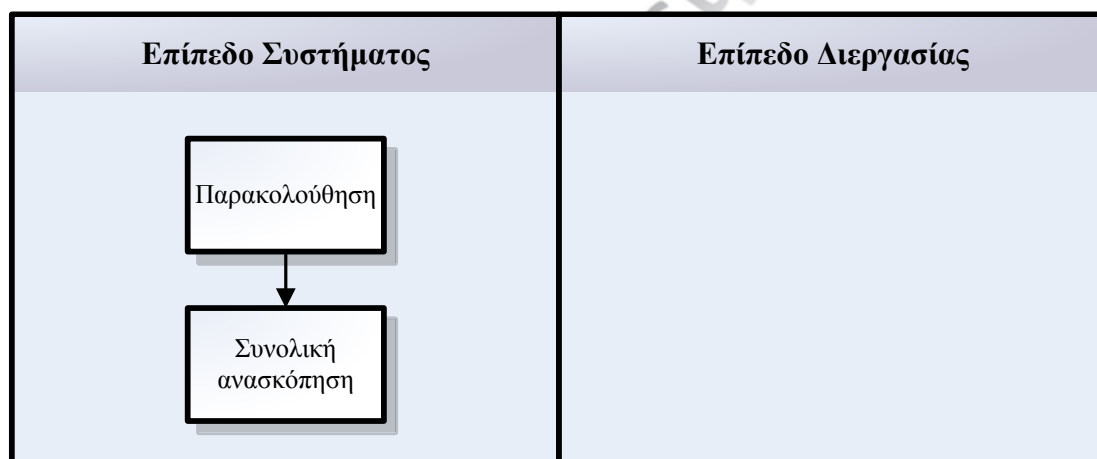 Επίπεδο Συστήματος
Επίπεδο Διεργασίας
Παρακολούθηση
Συνολική
ανασκόπηση